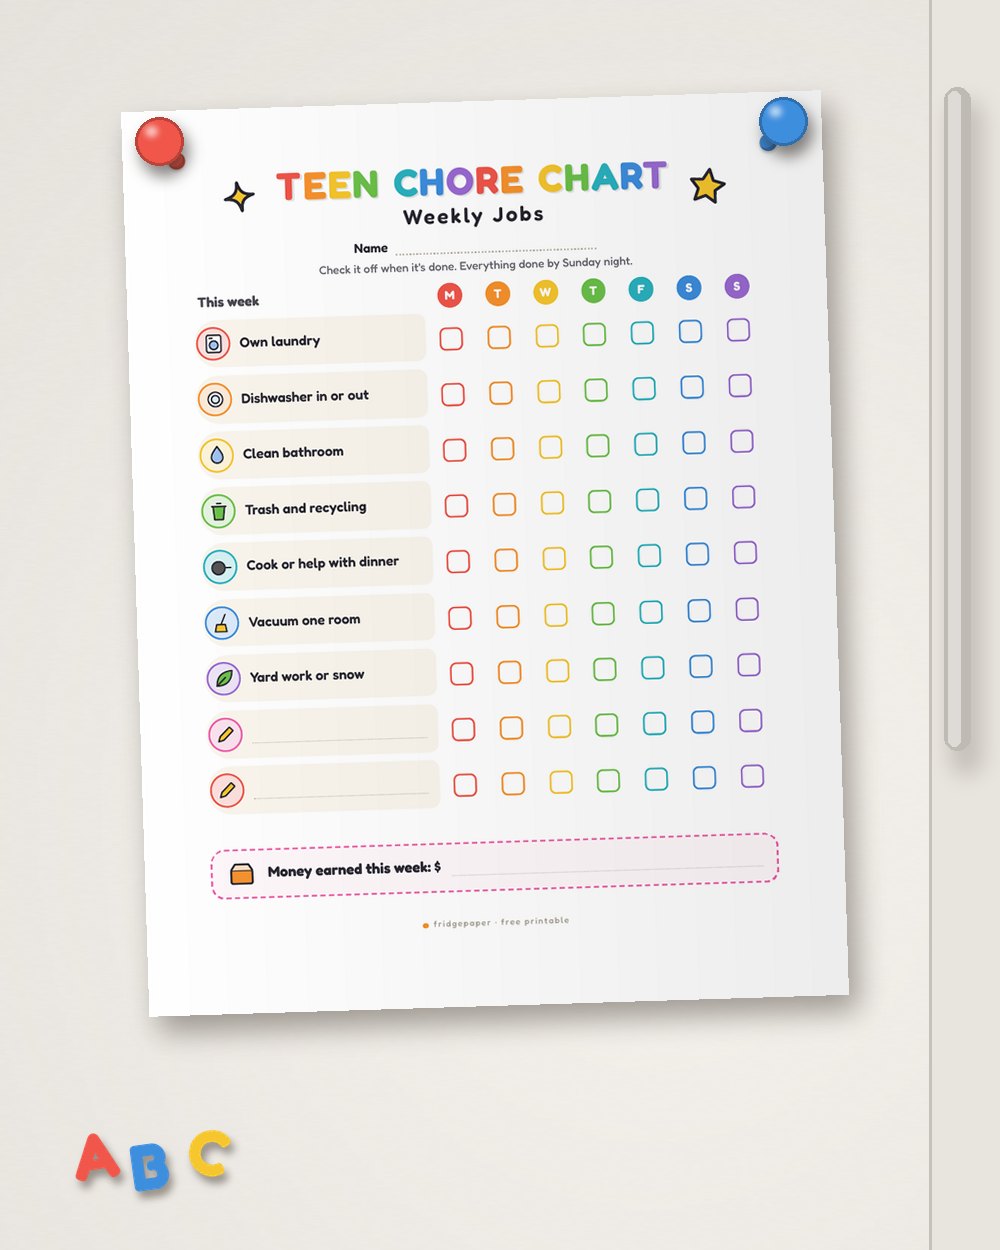 TEEN CHORE CHART
Weekly Jobs
Name
Check it off when it's done. Everything done by Sunday night.
This week M T W T F S S
Own laundry
Dishwasher in or out
Clean bathroom
Trash and recycling
Cook or help with dinner
Vacuum one room
Yard work or snow
Money earned this week: $
fridgepaper · free printable
A B C